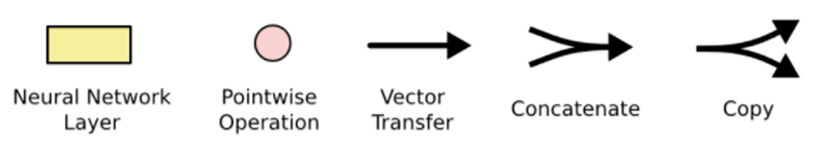 Neural Network
Layer
Pointwise
Operation
Vector
Transfer
Concatenate
Copy